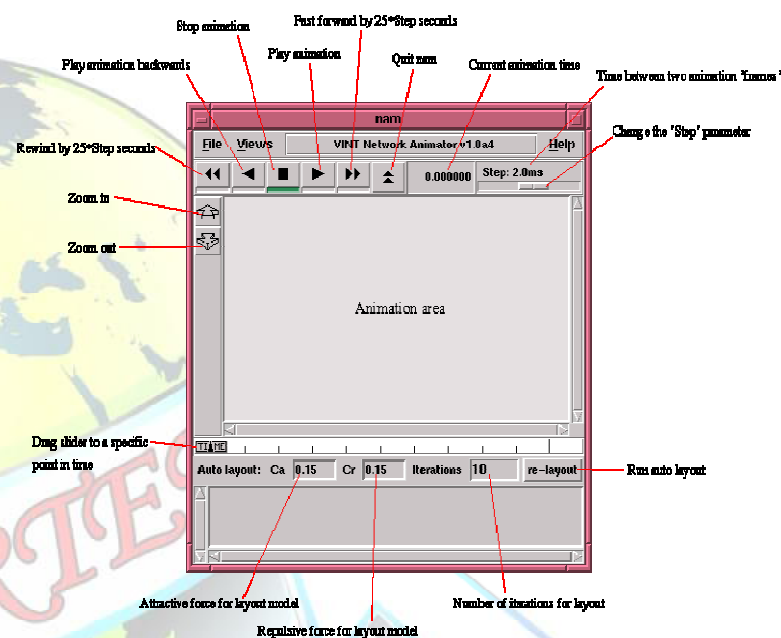 Stop animation
Fast forward by 25*Step seconds
Play animation backwards
Play animation
Quit nam
Current animation time
Time between two animation "frames"
Change the "Step" parameter
Rewind by 25*Step seconds
nam
File Views VINT Network Animator v1.0a4 Help
0.000000 Step: 2.0ms
Zoom in
Zoom out
Animation area
Drag slider to a specific
point in time
TIME
Auto layout: Ca 0.15 Cr 0.15 Iterations 10 re-layout
Run auto layout
Attractive force for layout model
Number of iterations for layout
Repulsive force for layout model